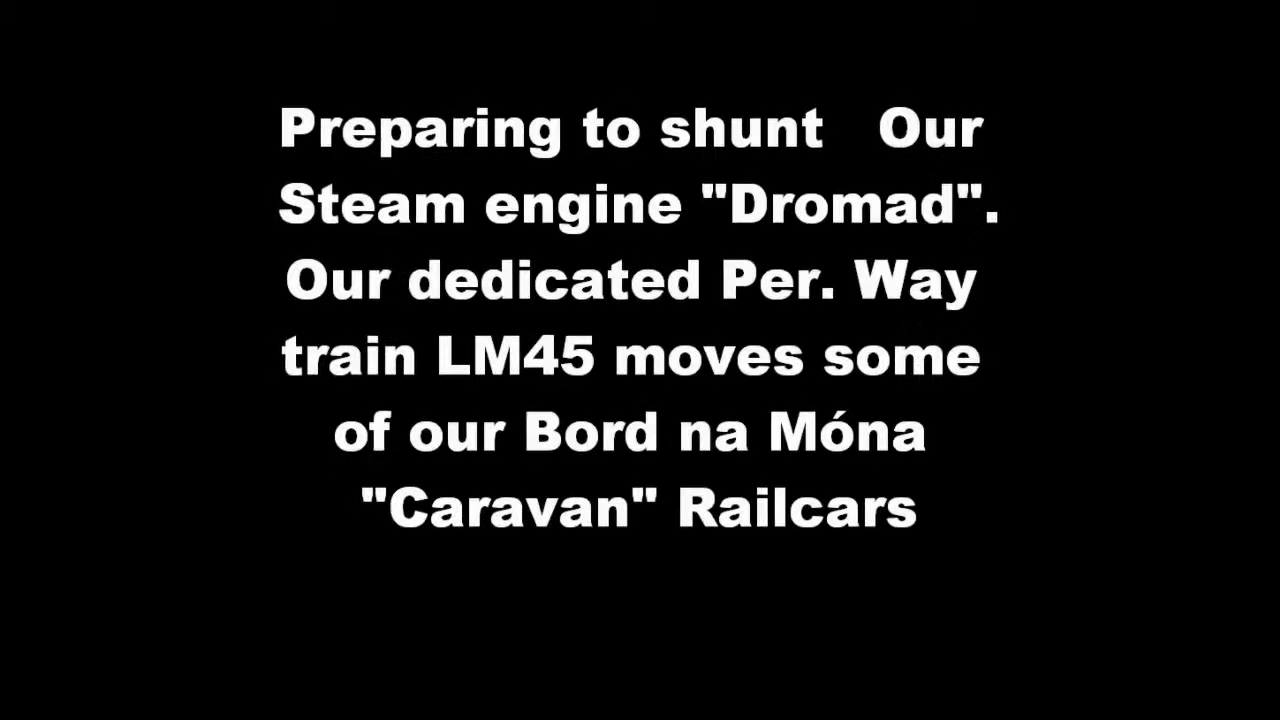 Preparing to shunt   Our
Steam engine "Dromad".
Our dedicated Per. Way
train LM45 moves some
of our Bord na Móna
"Caravan" Railcars